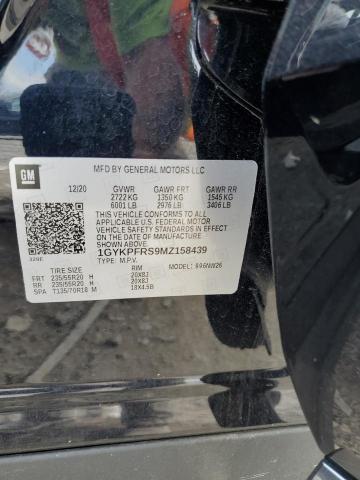 GM
MFD BY GENERAL MOTORS LLC
12/20 GVWR GAWR FRT GAWR RR
2722 KG 1350 KG 1545 KG
6001 LB 2976 LB 3406 LB
THIS VEHICLE CONFORMS TO ALL
APPLICABLE U.S. FEDERAL MOTOR
VEHICLE SAFETY STANDARDS IN EFFECT
ON THE DATE OF MANUFACTURE
SHOWN ABOVE.
1GYKPFRS9MZ158439
TYPE: M.P.V. MODEL: 6NW26
TIRE SIZE RIM
FRT 235/55R20 H 20X8J
RR 235/55R20 H 20X8J
SPA T135/70R18 M 18X4.5B